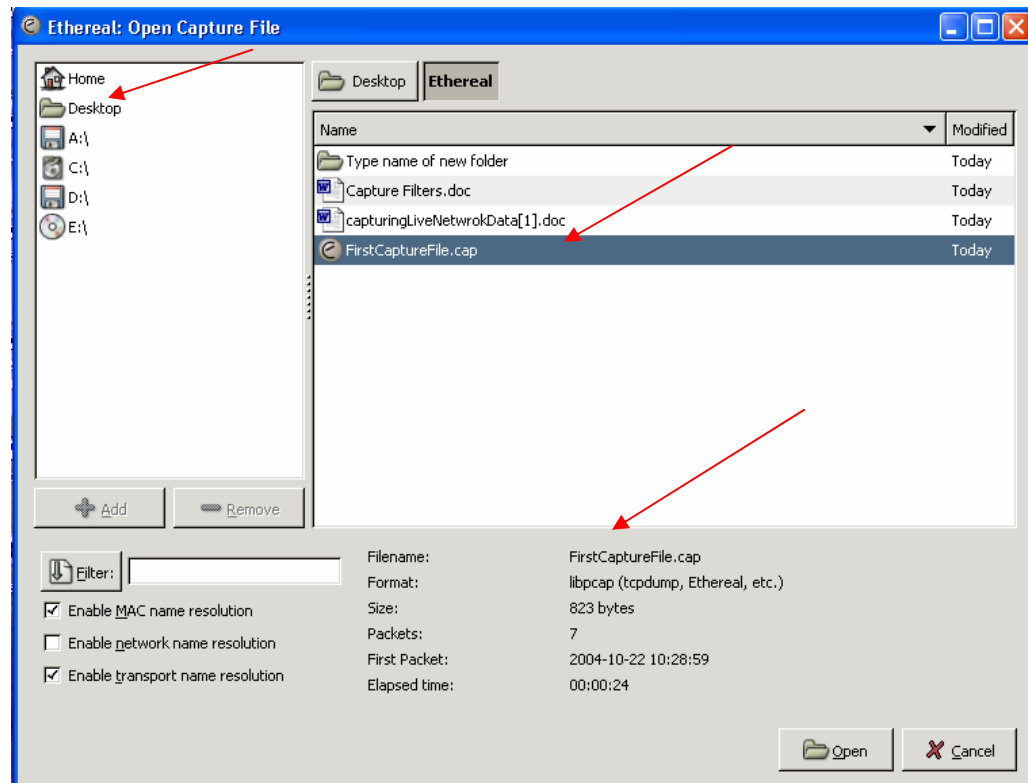 Ethereal: Open Capture File
Home
Desktop
A:\
C:\
D:\
E:\
Add
Remove
Desktop
Ethereal
Name
Modified
Type name of new folder
Today
Capture Filters.doc
Today
capturingLiveNetwrokData[1].doc
Today
FirstCaptureFile.cap
Today
Filter:
Enable MAC name resolution
Enable network name resolution
Enable transport name resolution
Filename: FirstCaptureFile.cap
Format: libpcap (tcpdump, Ethereal, etc.)
Size: 823 bytes
Packets: 7
First Packet: 2004-10-22 10:28:59
Elapsed time: 00:00:24
Open
Cancel